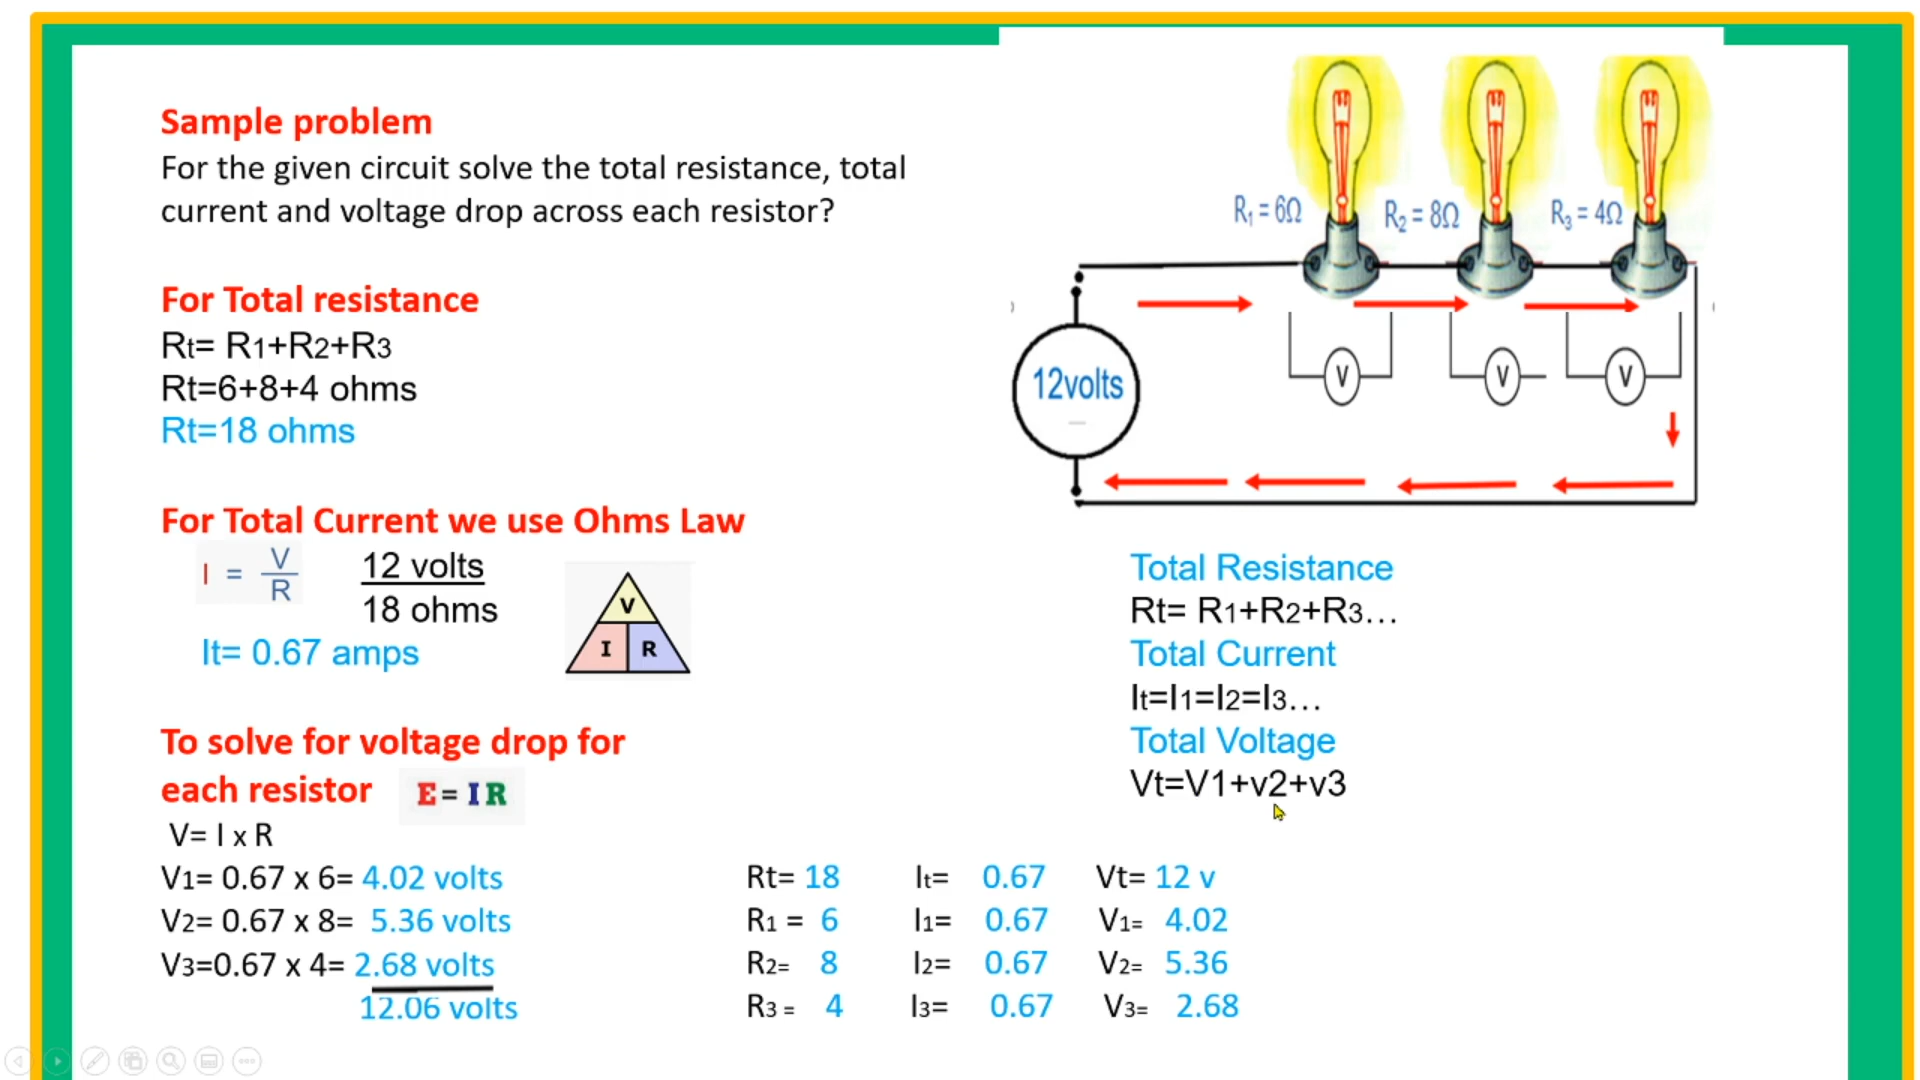 Sample problem
For the given circuit solve the total resistance, total
current and voltage drop across each resistor?
For Total resistance
Rt= R1+R2+R3
Rt=6+8+4 ohms
Rt=18 ohms
For Total Current we use Ohms Law
I = V/R
12 volts
18 ohms
V
I R
It= 0.67 amps
To solve for voltage drop for
each resistor E = I R
V= I x R
V1= 0.67 x 6= 4.02 volts
V2= 0.67 x 8= 5.36 volts
V3=0.67 x 4= 2.68 volts
12.06 volts
R1 = 6Ω R2 = 8Ω R3 = 4Ω
12volts
V V V
Total Resistance
Rt= R1+R2+R3...
Total Current
It=I1=I2=I3...
Total Voltage
Vt=V1+v2+v3
Rt= 18 It= 0.67 Vt= 12 v
R1 = 6 I1= 0.67 V1= 4.02
R2= 8 I2= 0.67 V2= 5.36
R3 = 4 I3= 0.67 V3= 2.68